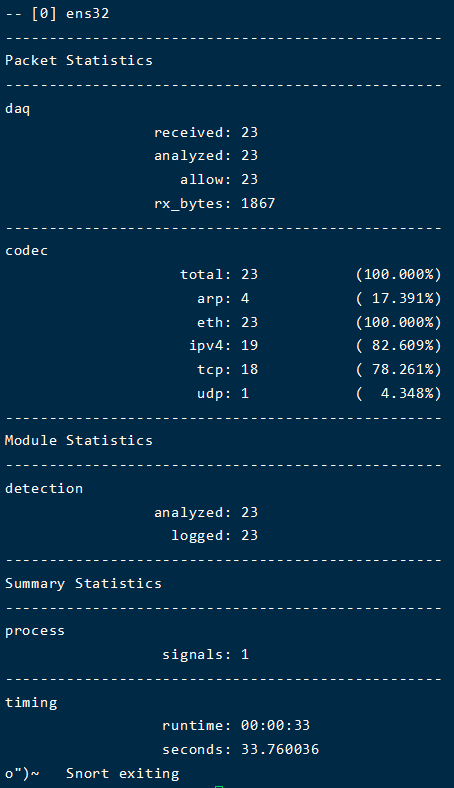 -- [0] ens32
--------------------------------------------------
Packet Statistics
--------------------------------------------------
daq
                 received: 23
                 analyzed: 23
                    allow: 23
                 rx_bytes: 1867
--------------------------------------------------
codec
                    total: 23           (100.000%)
                      arp: 4            ( 17.391%)
                      eth: 23           (100.000%)
                     ipv4: 19           ( 82.609%)
                      tcp: 18           ( 78.261%)
                      udp: 1            (  4.348%)
--------------------------------------------------
Module Statistics
--------------------------------------------------
detection
                 analyzed: 23
                   logged: 23
--------------------------------------------------
Summary Statistics
--------------------------------------------------
process
                  signals: 1
--------------------------------------------------
timing
                  runtime: 00:00:33
                  seconds: 33.760036
o")~   Snort exiting